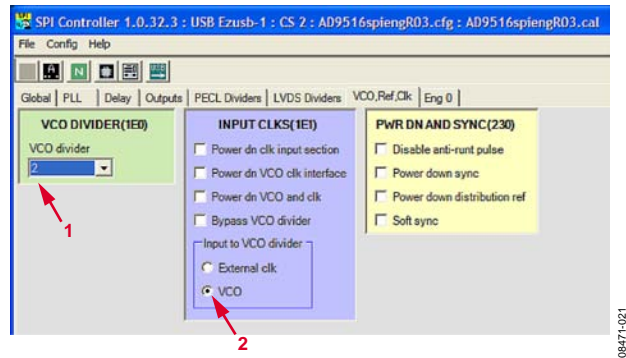 SPI Controller 1.0.32.3 : USB Ezusb-1 : CS 2 : AD9516spiengR03.cfg : AD9516spiengR03.cal
File Config Help
A N
Global PLL Delay Outputs PECL Dividers LVDS Dividers VCO,Ref,Clk Eng 0
VCO DIVIDER(1E0)
VCO divider
2
1
INPUT CLKS(1E1)
Power dn clk input section
Power dn VCO clk interface
Power dn VCO and clk
Bypass VCO divider
Input to VCO divider
External clk
VCO
2
PWR DN AND SYNC(230)
Disable anti-runt pulse
Power down sync
Power down distribution ref
Soft sync
08471-021